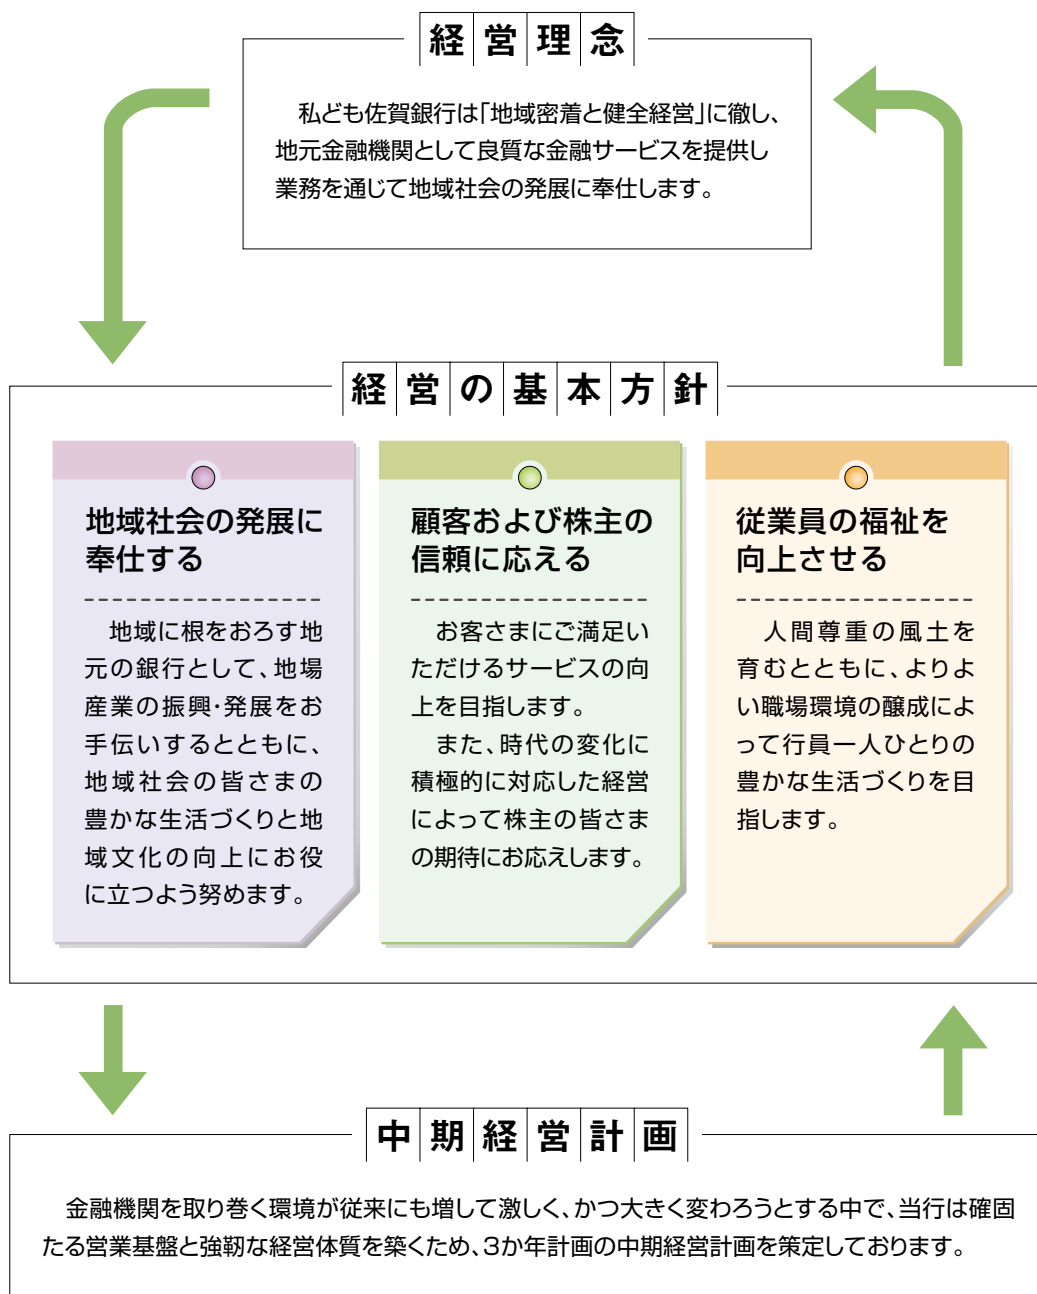 経営理念
私ども佐賀銀行は「地域密着と健全経営」に徹し、
地元金融機関として良質な金融サービスを提供し
業務を通じて地域社会の発展に奉仕します。
経営の基本方針
地域社会の発展に
奉仕する
地域に根をおろす地
元の銀行として、地場
産業の振興・発展をお
手伝いするとともに、
地域社会の皆さまの
豊かな生活づくりと地
域文化の向上にお役
に立つよう努めます。
顧客および株主の
信頼に応える
お客さまにご満足い
ただけるサービスの向
上を目指します。
また、時代の変化に
積極的に対応した経営
によって株主の皆さま
の期待にお応えします。
従業員の福祉を
向上させる
人間尊重の風土を
育むとともに、よりよ
い職場環境の醸成によ
って行員一人ひとりの
豊かな生活づくりを目
指します。
中期経営計画
金融機関を取り巻く環境が従来にも増して激しく、かつ大きく変わろうとする中で、当行は確固
たる営業基盤と強靭な経営体質を築くため、3か年計画の中期経営計画を策定しております。